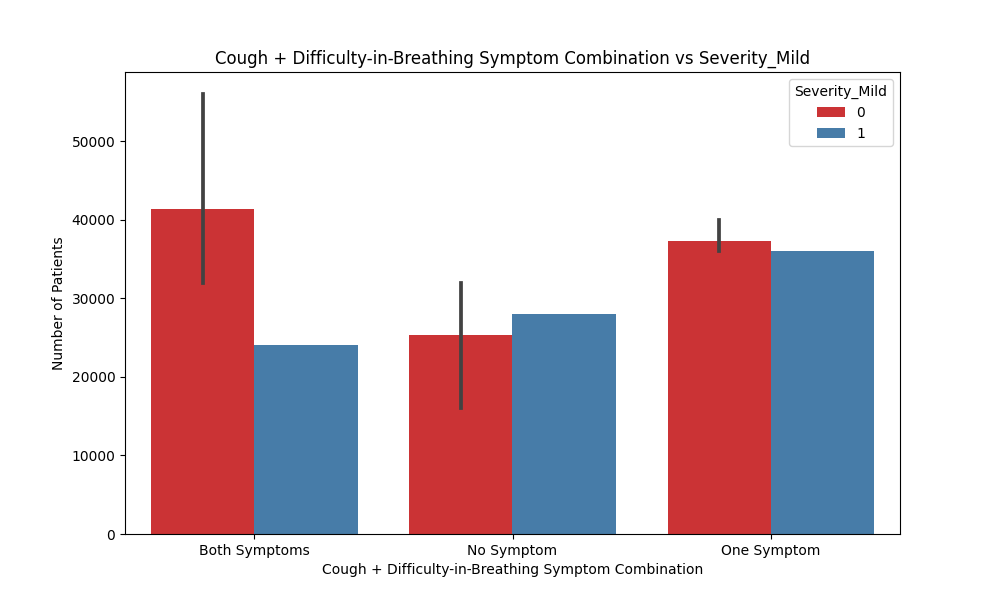 Cough + Difficulty-in-Breathing Symptom Combination vs Severity_Mild
Severity_Mild
0
1
Number of Patients
50000
40000
30000
20000
10000
0
Both Symptoms
No Symptom
One Symptom
Cough + Difficulty-in-Breathing Symptom Combination